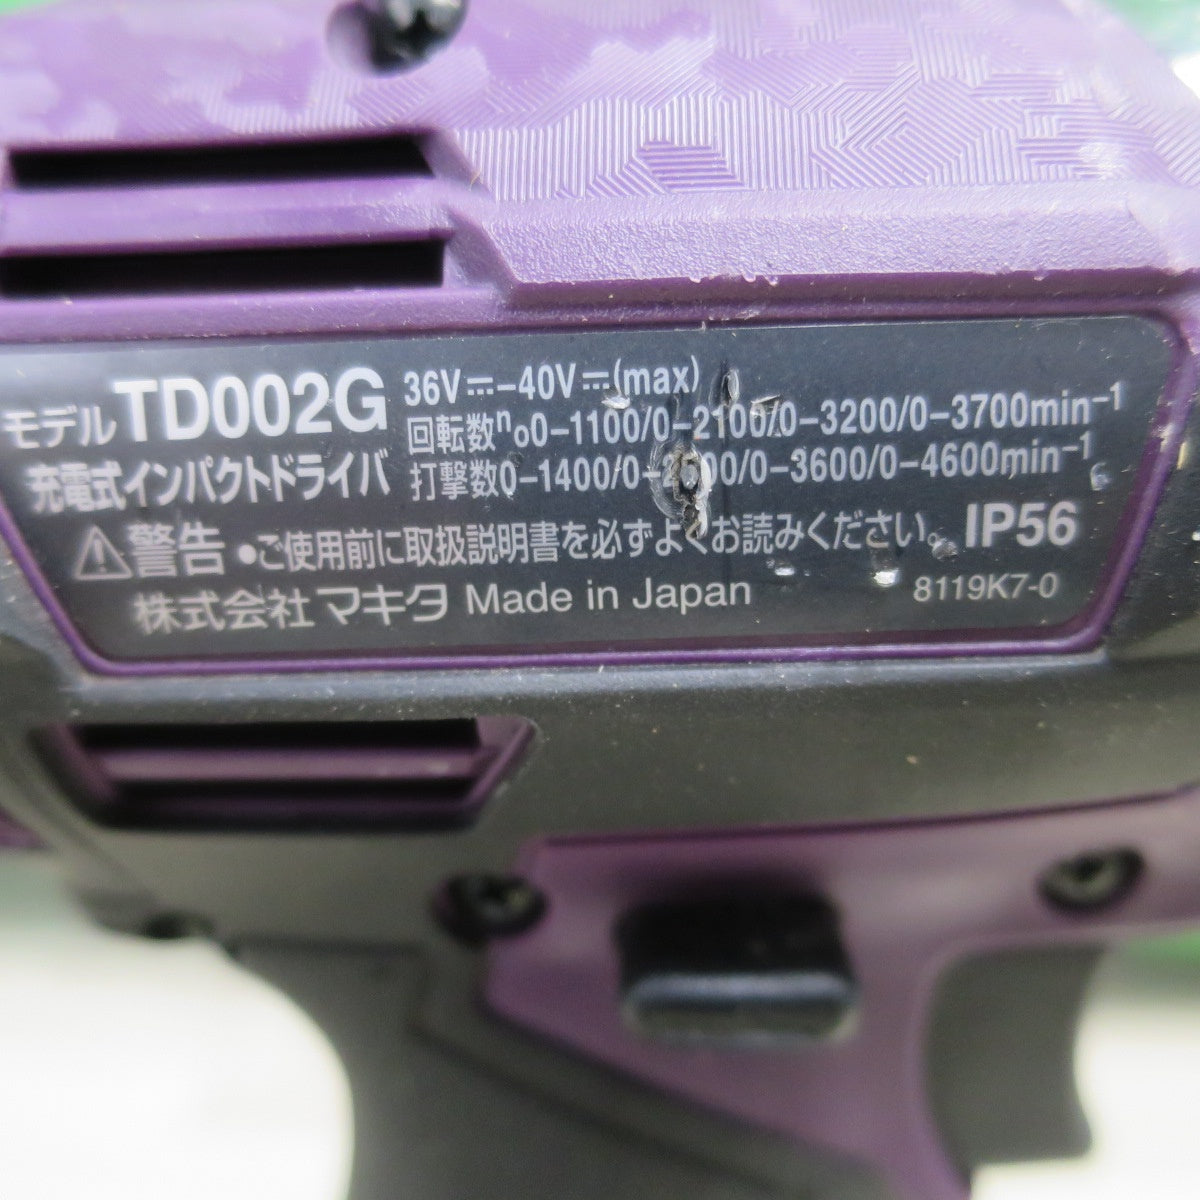 モデル TD002G
充電式インパクトドライバ
36V⎓-40V⎓(max)
回転数n₀0-1100/0-2100/0-3200/0-3700min⁻¹
打撃数0-1400/0- 00/0-3600/0-4600min⁻¹
⚠警告 •ご使用前に取扱説明書を必ずよくお読みください。 IP56
株式会社マキタ Made in Japan 8119K7-0